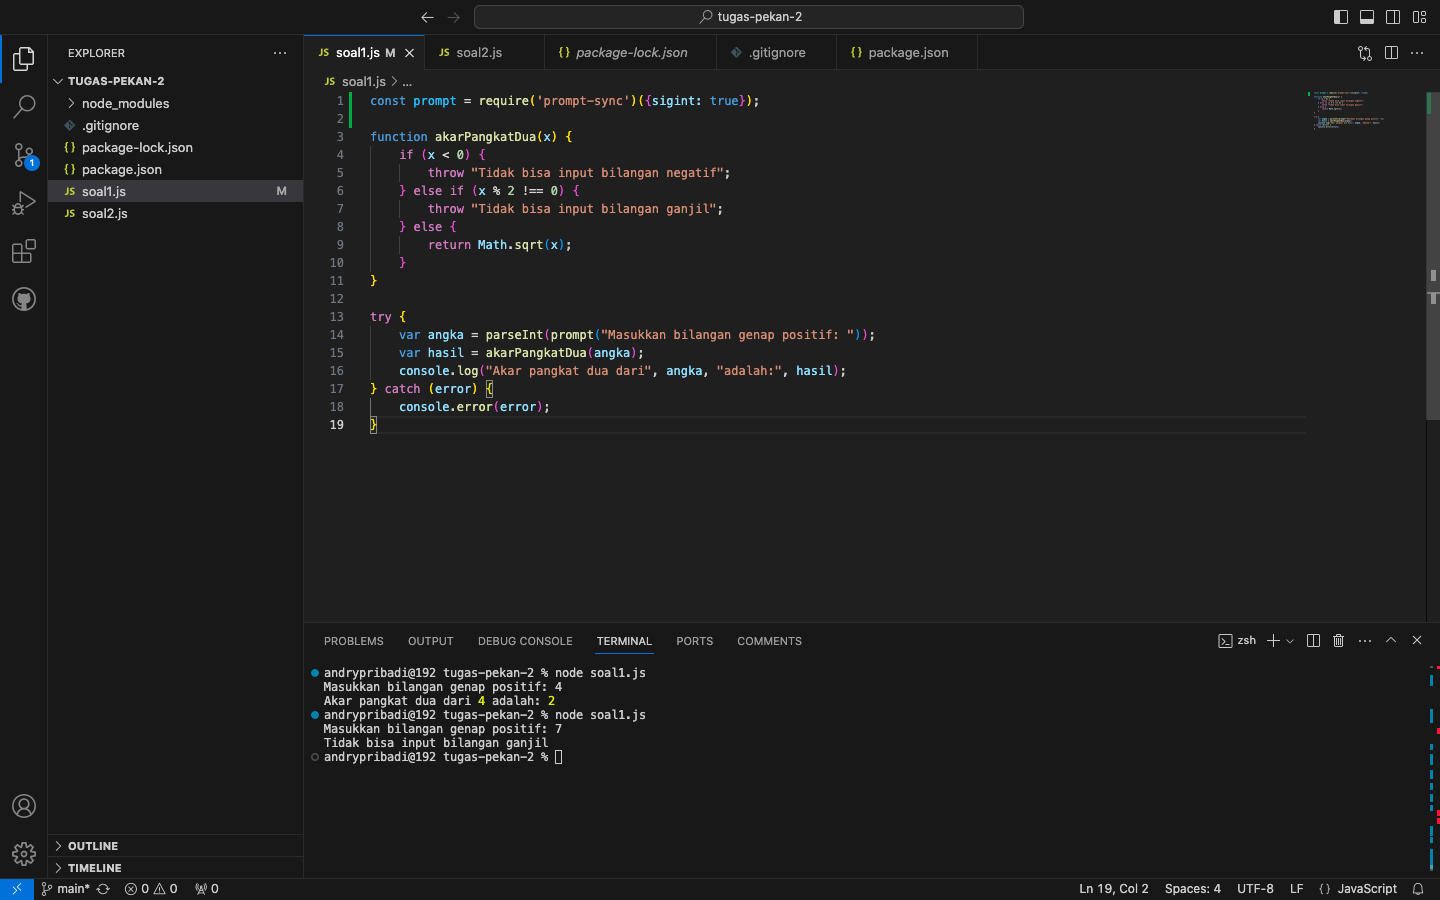 tugas-pekan-2
EXPLORER
TUGAS-PEKAN-2
node_modules
.gitignore
package-lock.json
package.json
JS soal1.js M
JS soal2.js
OUTLINE
TIMELINE
1
JS soal1.js M
JS soal2.js
{} package-lock.json
.gitignore
{} package.json
JS soal1.js > ...
1 const prompt = require('prompt-sync')({sigint: true});
2
3 function akarPangkatDua(x) {
4 if (x < 0) {
5 throw "Tidak bisa input bilangan negatif";
6 } else if (x % 2 !== 0) {
7 throw "Tidak bisa input bilangan ganjil";
8 } else {
9 return Math.sqrt(x);
10 }
11 }
12
13 try {
14 var angka = parseInt(prompt("Masukkan bilangan genap positif: "));
15 var hasil = akarPangkatDua(angka);
16 console.log("Akar pangkat dua dari", angka, "adalah:", hasil);
17 } catch (error) {
18 console.error(error);
19 }
PROBLEMS OUTPUT DEBUG CONSOLE TERMINAL PORTS COMMENTS
zsh
andrypribadi@192 tugas-pekan-2 % node soal1.js
Masukkan bilangan genap positif: 4
Akar pangkat dua dari 4 adalah: 2
andrypribadi@192 tugas-pekan-2 % node soal1.js
Masukkan bilangan genap positif: 7
Tidak bisa input bilangan ganjil
andrypribadi@192 tugas-pekan-2 %
main* 0 0 0
Ln 19, Col 2 Spaces: 4 UTF-8 LF {} JavaScript